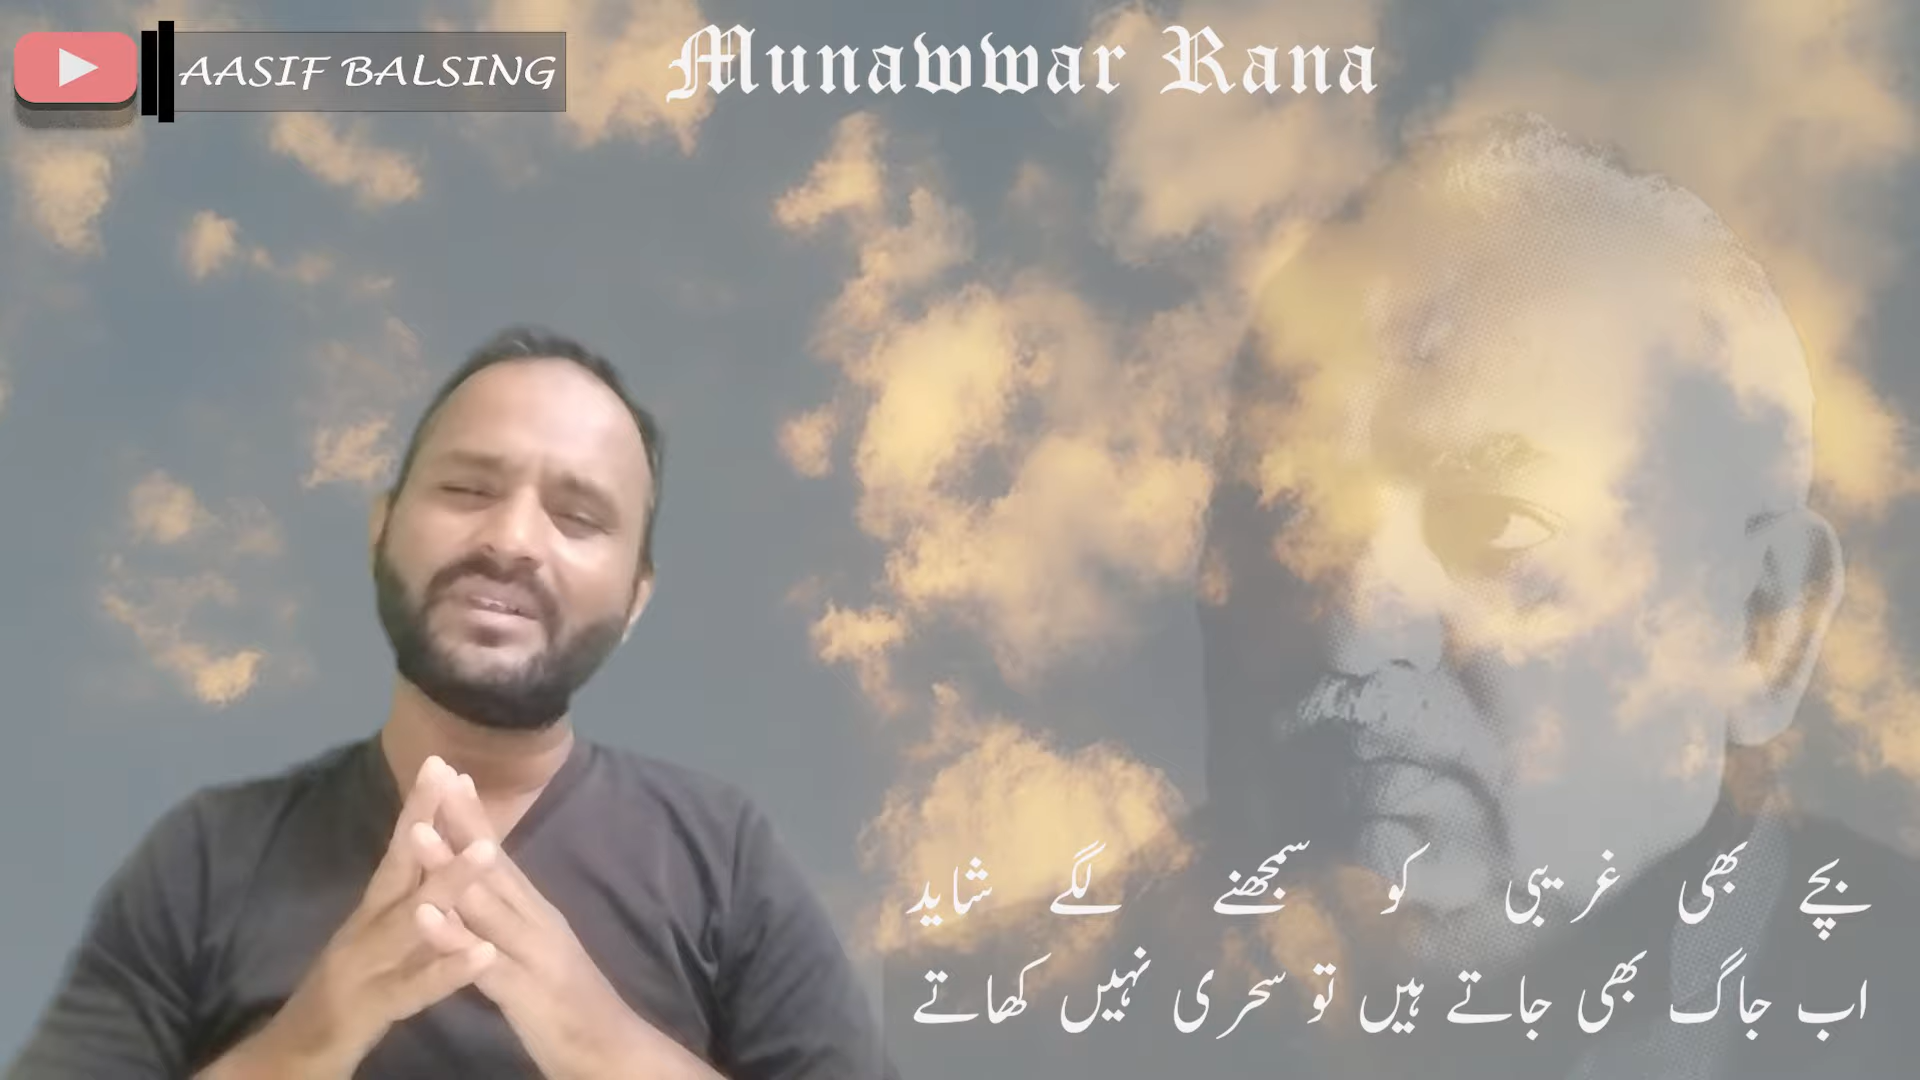 AASIF BALSING
Munawwar Rana
بچے بھی غریبی کو سمجھنے لگے شاید
اب جاگ بھی جاتے ہیں تو سحری نہیں کھاتے